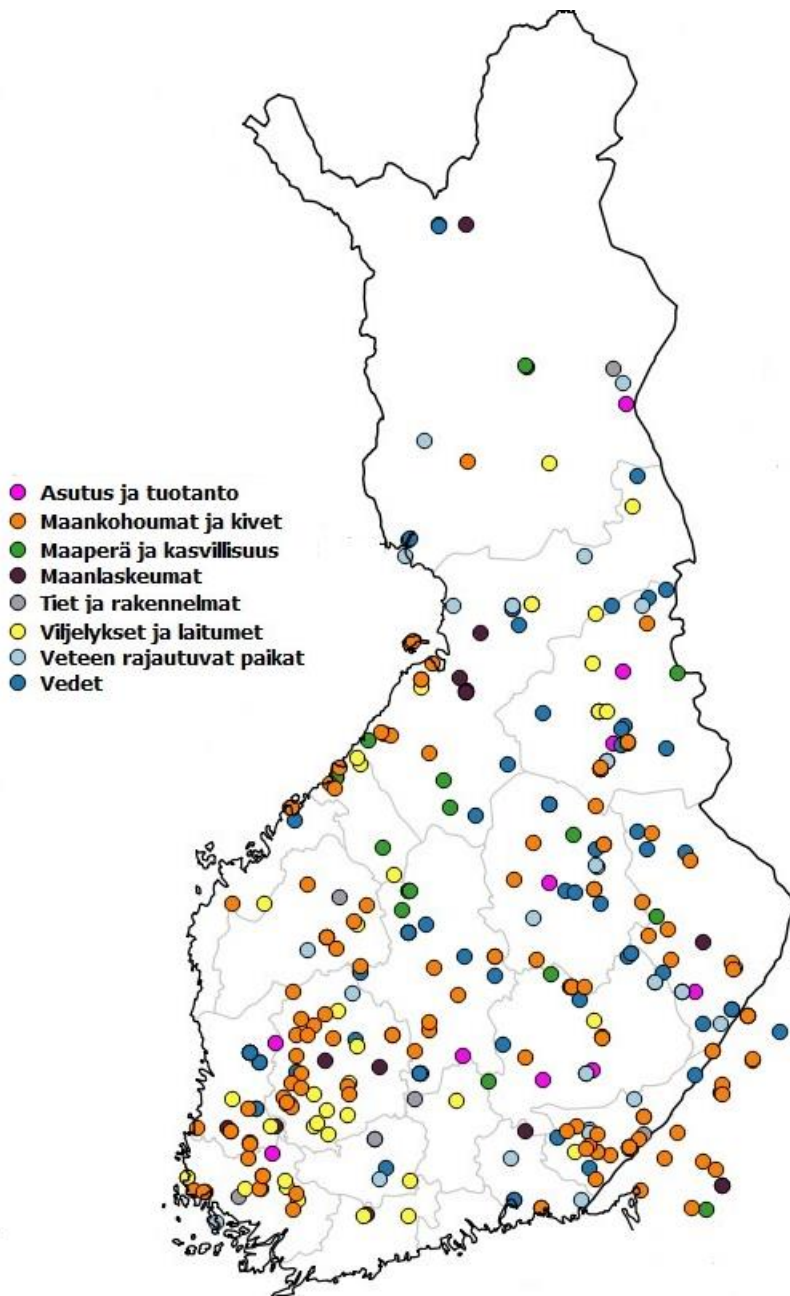 Asutus ja tuotanto
Maankohoumat ja kivet
Maaperä ja kasvillisuus
Maanlaskeumat
Tiet ja rakennelmat
Viljelykset ja laitumet
Veteen rajautuvat paikat
Vedet